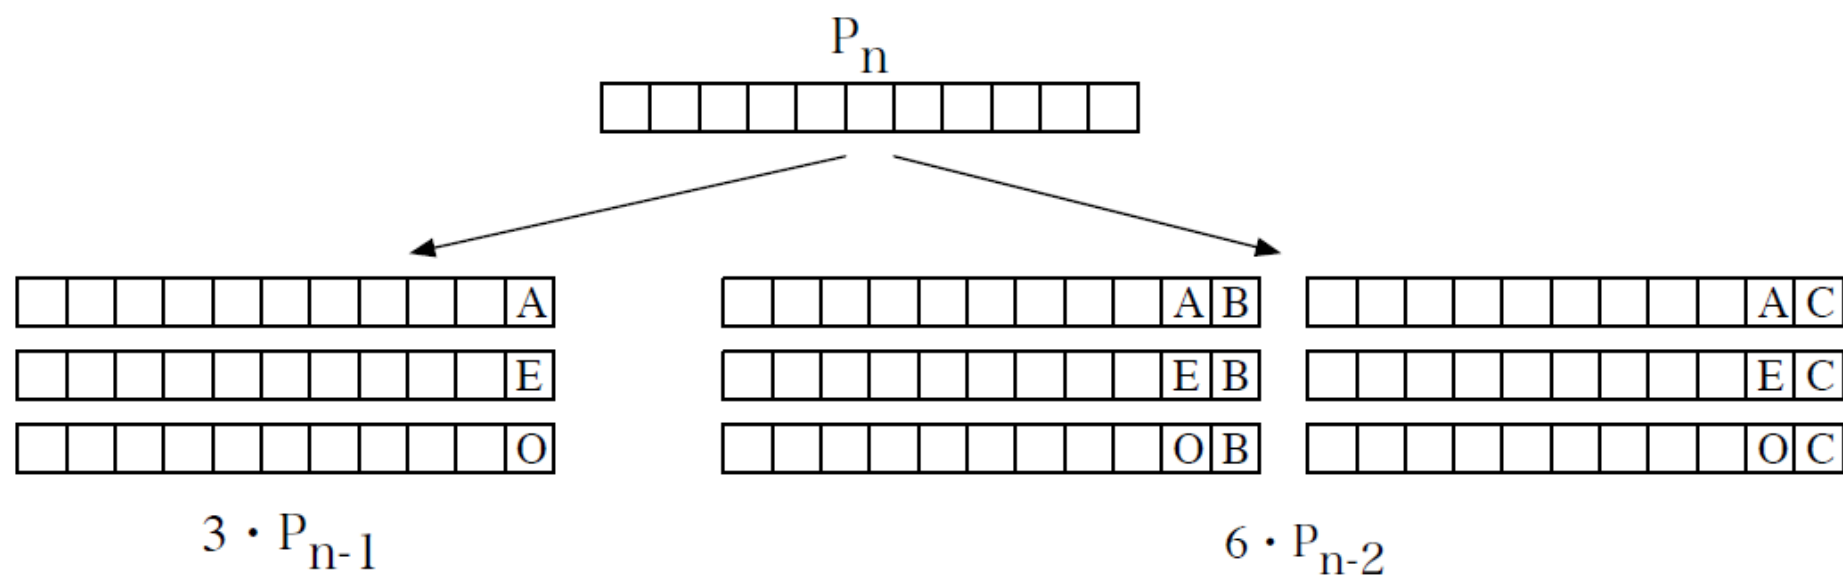 Pn
A A B A C
E E B E C
O O B O C
3 · Pn-1 6 · Pn-2